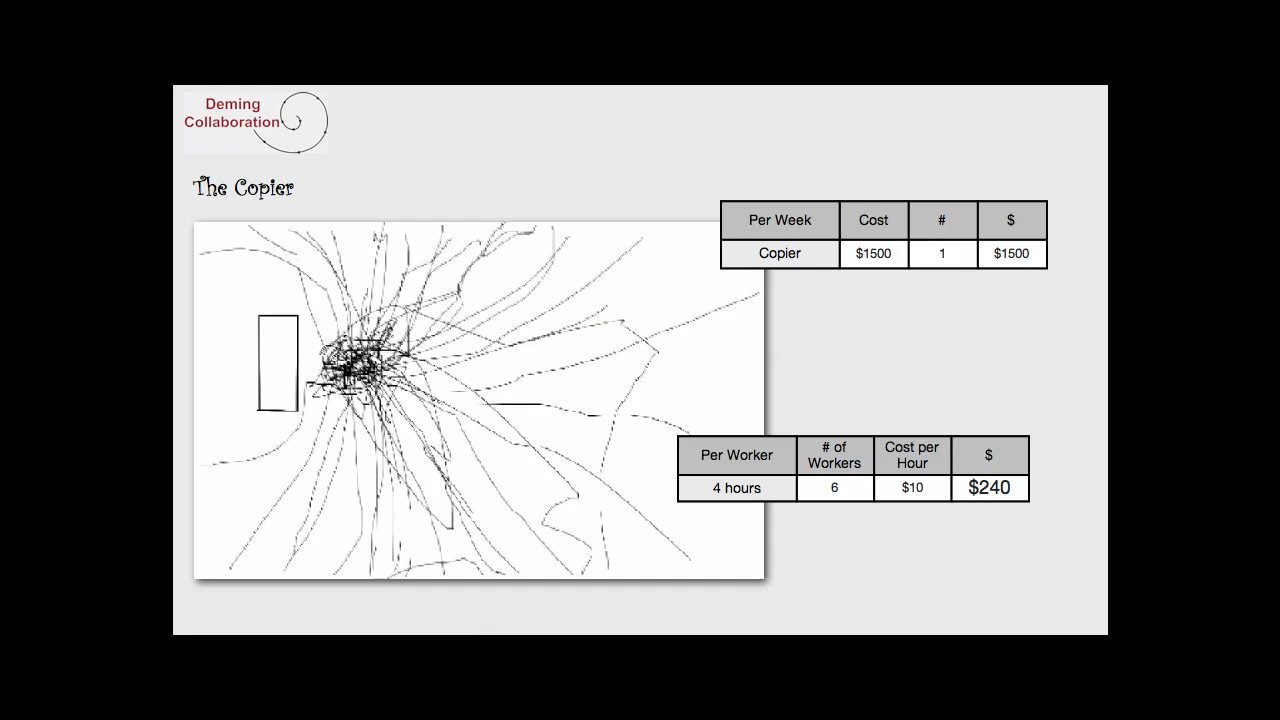 Deming
Collaboration
The Copier
Per Week Cost # $
Copier $1500 1 $1500
Per Worker # of Workers Cost per Hour $
4 hours 6 $10 $240